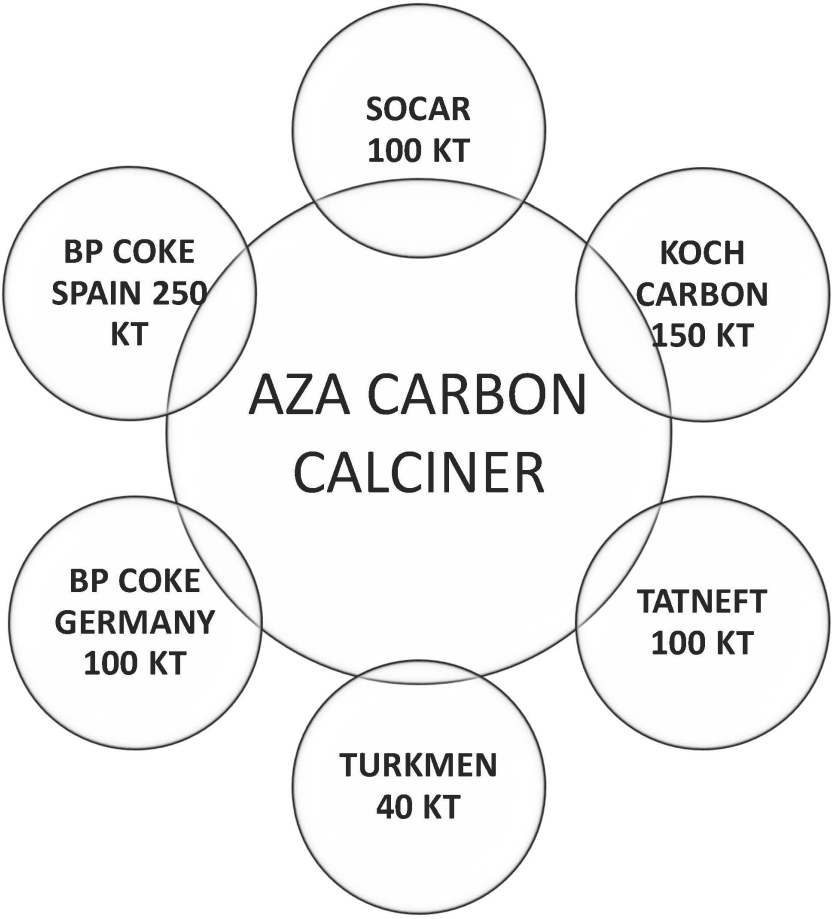 SOCAR
100 KT
BP COKE
SPAIN 250
KT
KOCH
CARBON
150 KT
AZA CARBON
CALCINER
BP COKE
GERMANY
100 KT
TATNEFT
100 KT
TURKMEN
40 KT